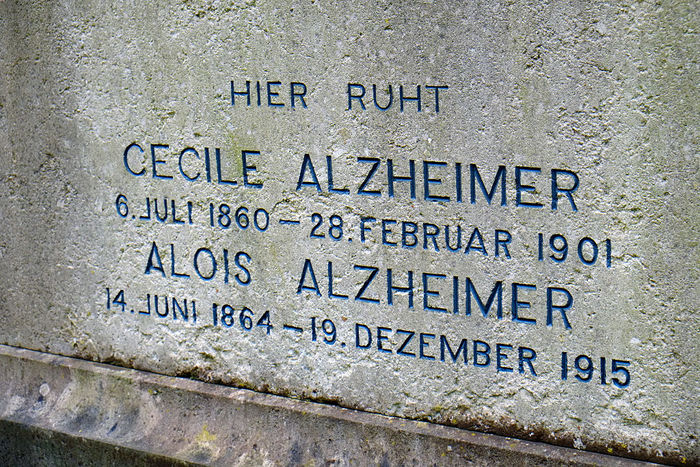 HIER RUHT
CECILE ALZHEIMER
6. JULI 1860 – 28. FEBRUAR 1901
ALOIS ALZHEIMER
14. JUNI 1864 – 19. DEZEMBER 1915